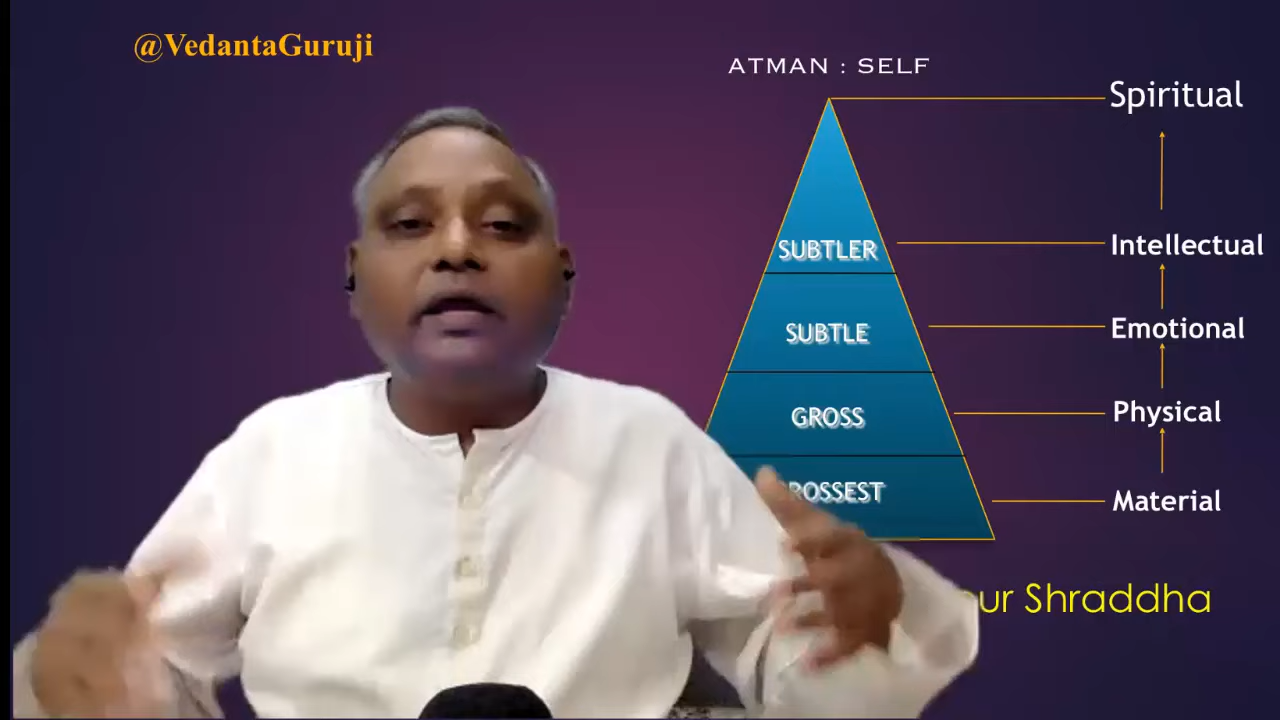 @VedantaGuruji
ATMAN : SELF
Spiritual
SUBTLER
Intellectual
SUBTLE
Emotional
GROSS
Physical
Material
Shraddha